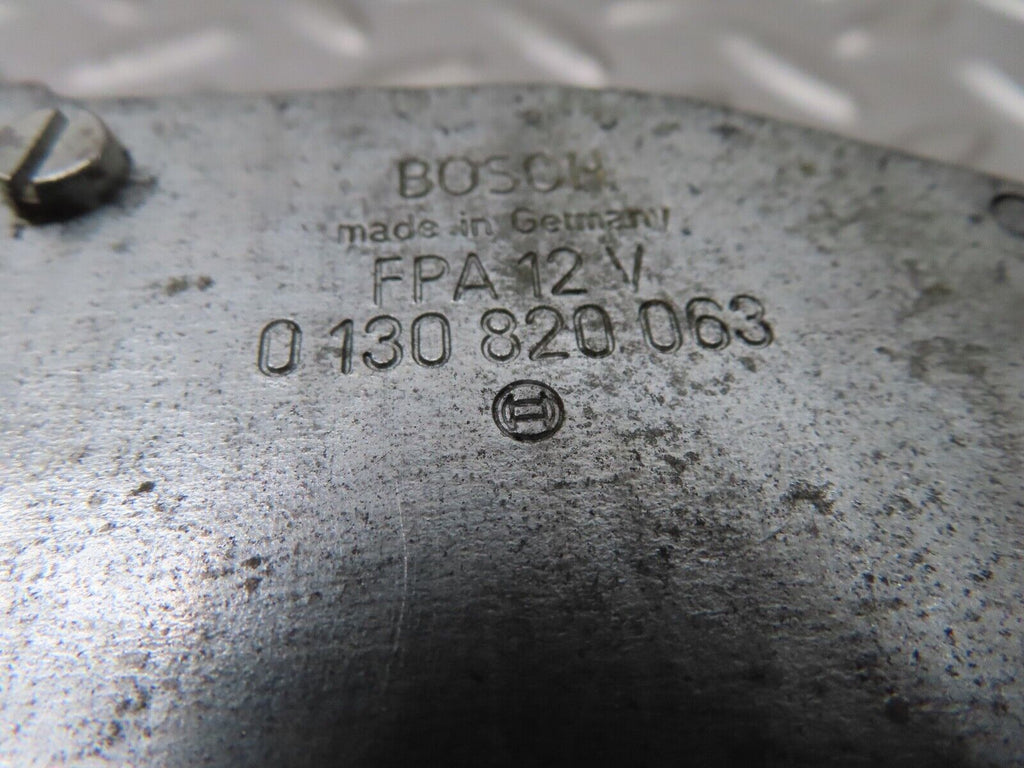 BOSCH
made in Germany
FPA 12 V
0 130 820 063